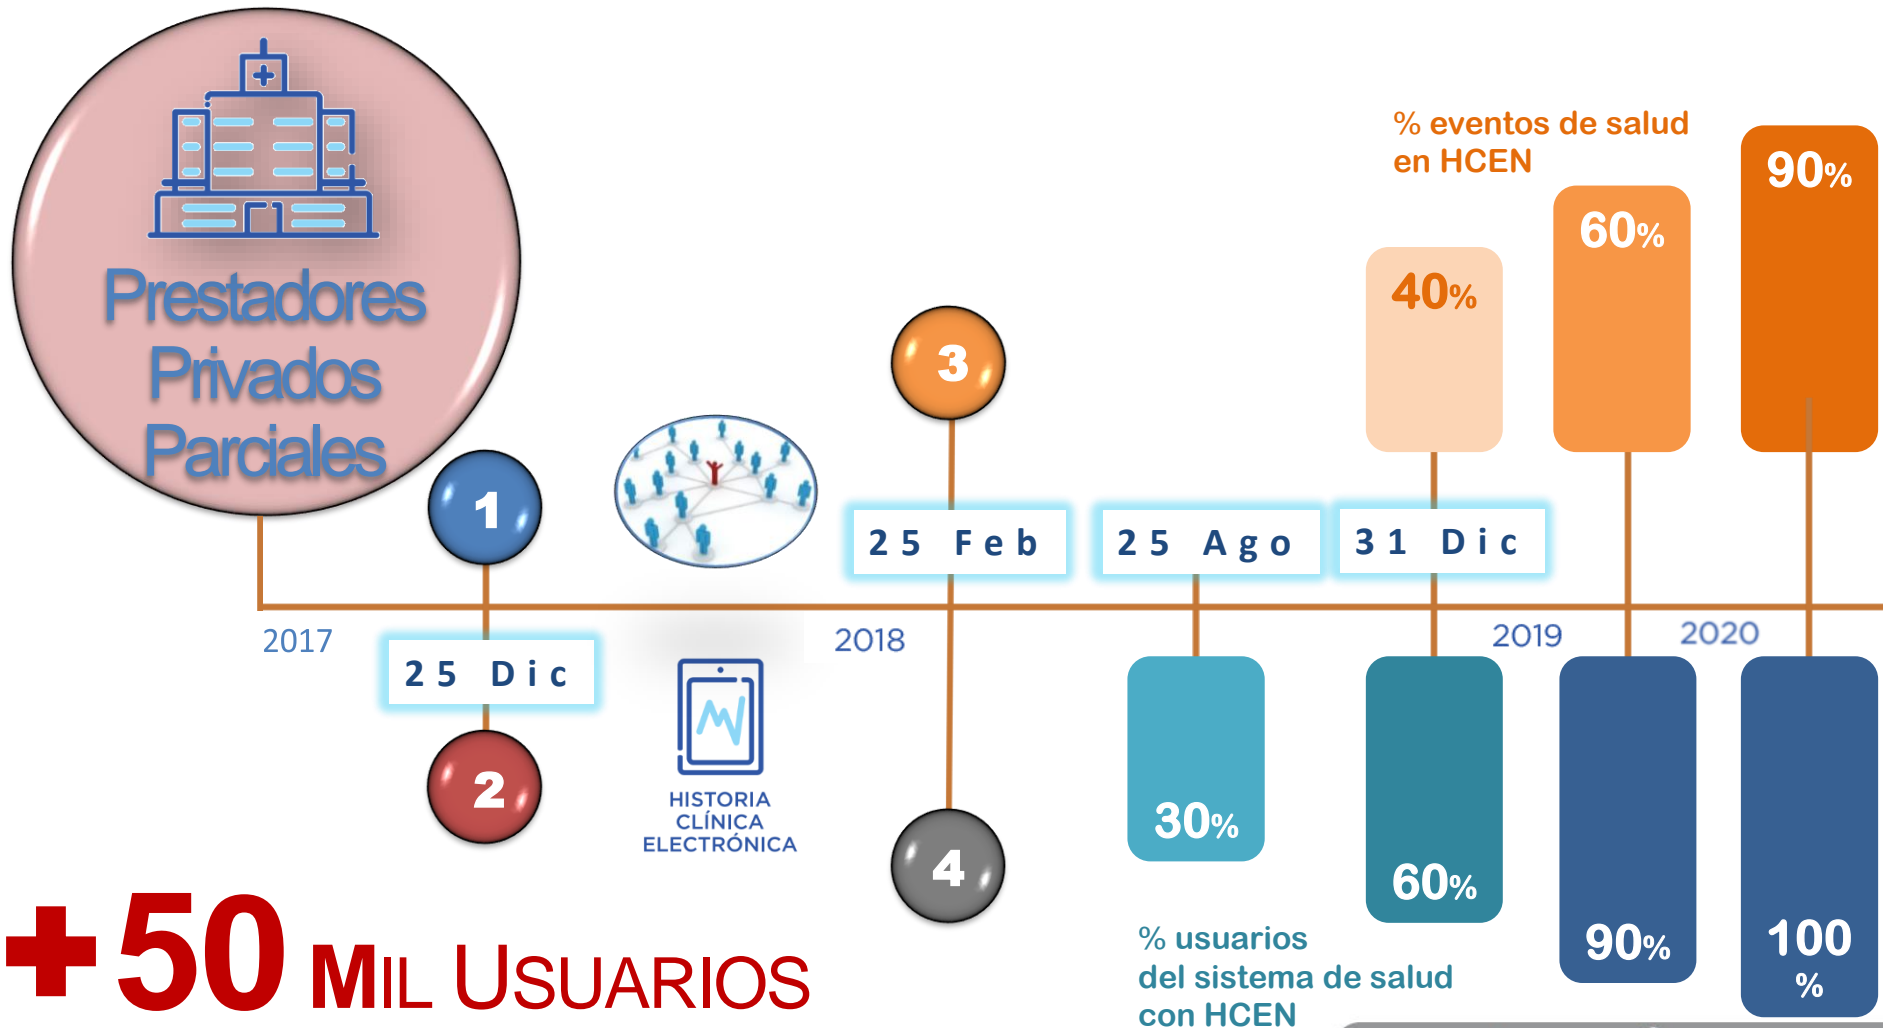 Prestadores
Privados
Parciales
% eventos de salud
en HCEN
40%
60%
90%
1
3
25 Feb
25 Ago
31 Dic
2017
2018
2019
2020
25 Dic
2
HISTORIA
CLÍNICA
ELECTRÓNICA
4
30%
60%
90%
100
%
% usuarios
del sistema de salud
con HCEN
+50 MIL USUARIOS